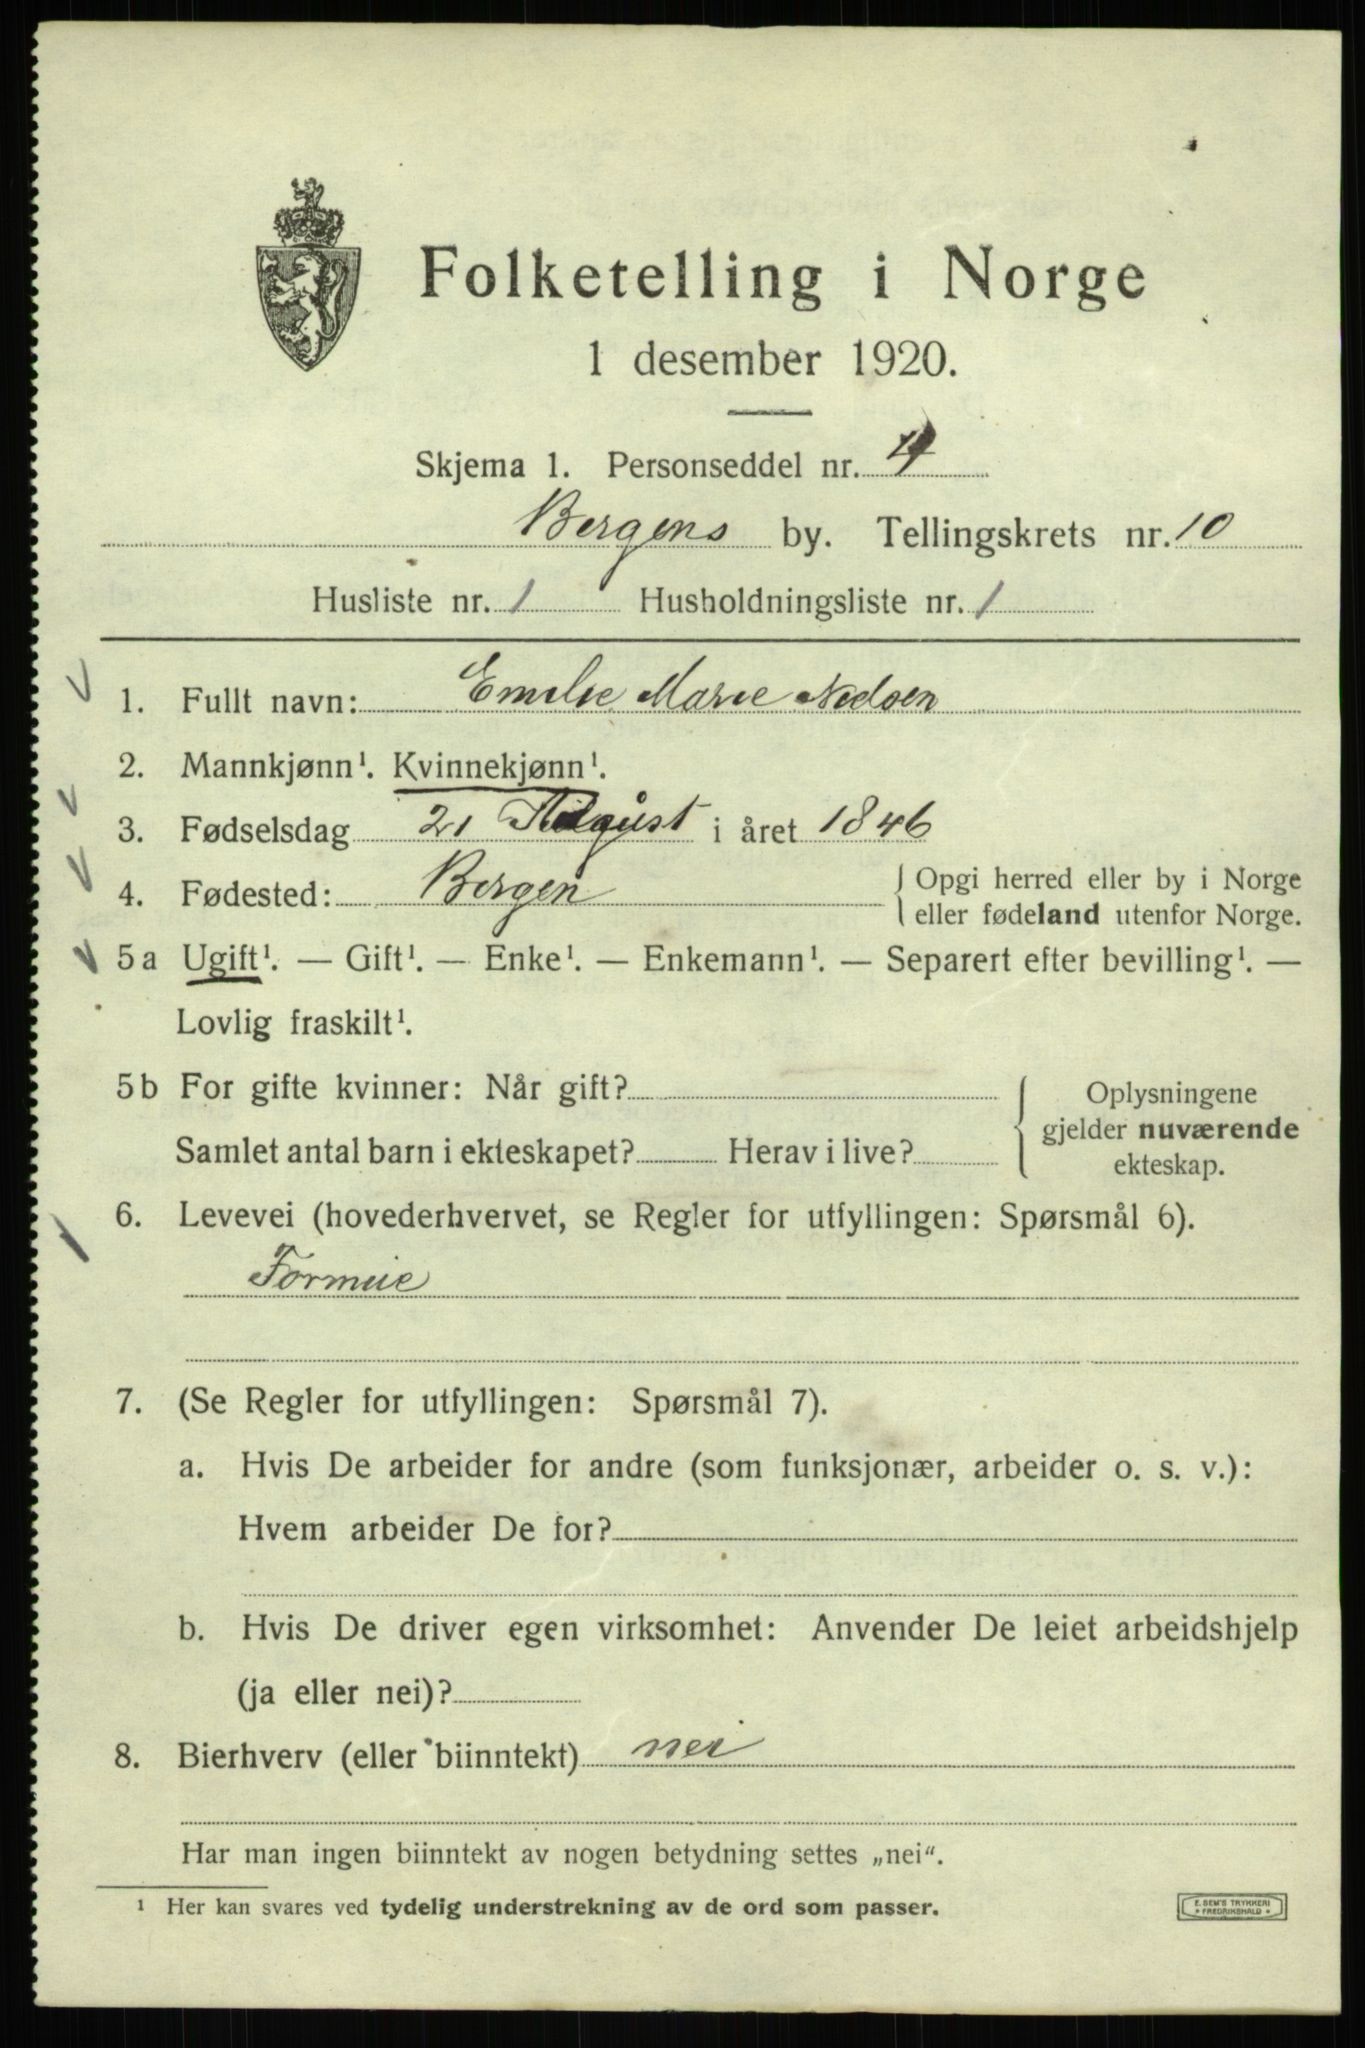 Folketelling i Norge
1 desember 1920.
Skjema 1. Personseddel nr. 4
Bergens by. Tellingskrets nr. 10
Husliste nr. 1 Husholdningsliste nr. 1
1. Fullt navn: Emilie Marie Nielsen
2. Mannkjønn¹. Kvinnekjønn¹.
3. Fødselsdag 21 August i året 1846
4. Fødested: Bergen { Opgi herred eller by i Norge
eller fødeland utenfor Norge.
5a Ugift¹. — Gift¹. — Enke¹. — Enkemann¹. — Separert efter bevilling¹. —
Lovlig fraskilt¹.
5b For gifte kvinner: Når gift? { Oplysningene
gjelder nuværende
ekteskap.
Samlet antal barn i ekteskapet? Herav i live?
6. Levevei (hovederhvervet, se Regler for utfyllingen: Spørsmål 6).
Formue
7. (Se Regler for utfyllingen: Spørsmål 7).
a. Hvis De arbeider for andre (som funksjonær, arbeider o. s. v.):
Hvem arbeider De for?
b. Hvis De driver egen virksomhet: Anvender De leiet arbeidshjelp
(ja eller nei)?
8. Bierhverv (eller biinntekt) nei
Har man ingen biinntekt av nogen betydning settes „nei“.
¹ Her kan svares ved tydelig understrekning av de ord som passer.
E. SEM'S TRYKKERI
* FREDRIKSHALD *